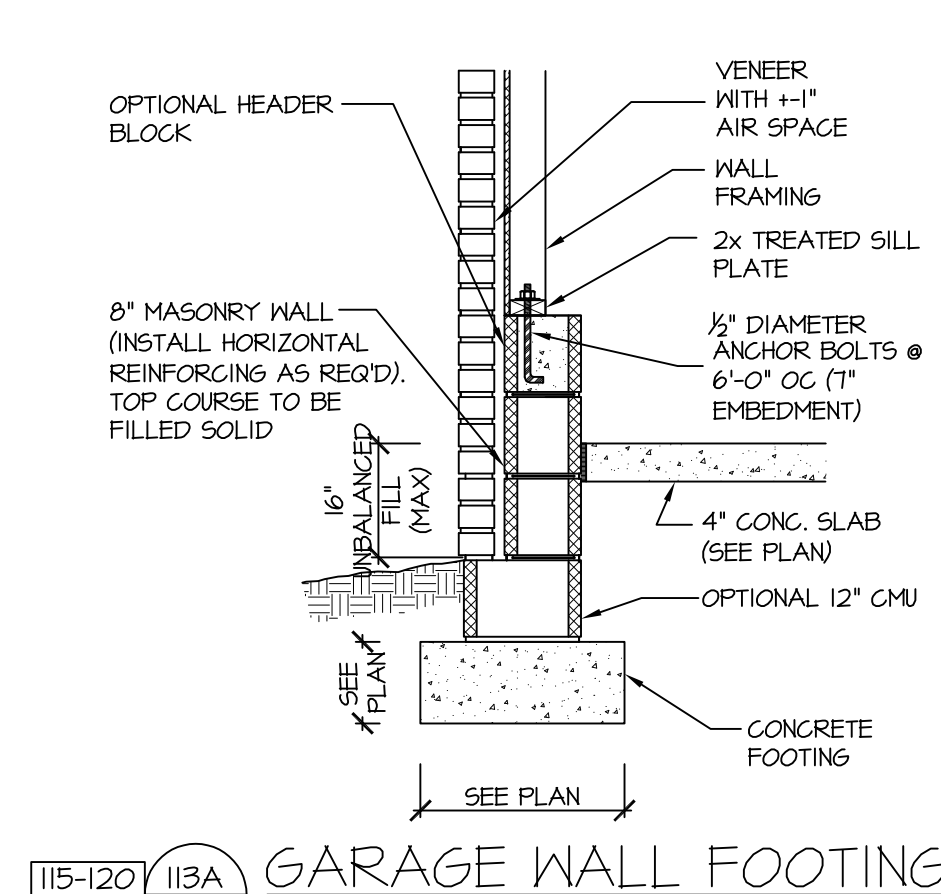 OPTIONAL HEADER
BLOCK
VENEER
WITH +-1"
AIR SPACE
WALL
FRAMING
2x TREATED SILL
PLATE
8" MASONRY WALL
(INSTALL HORIZONTAL
REINFORCING AS REQ'D).
TOP COURSE TO BE
FILLED SOLID
1/2" DIAMETER
ANCHOR BOLTS @
6'-0" OC (7"
EMBEDMENT)
16"
UNBALANCED
FILL
(MAX)
4" CONC. SLAB
(SEE PLAN)
OPTIONAL 12" CMU
SEE
PLAN
CONCRETE
FOOTING
SEE PLAN
115-120 113A GARAGE WALL FOOTING